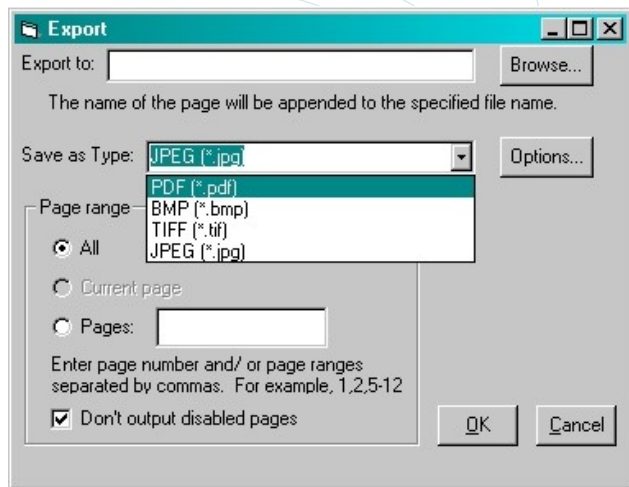 Export
Export to:
Browse...
The name of the page will be appended to the specified file name.
Save as Type:
JPEG (*.jpg)
Options...
PDF (*.pdf)
BMP (*.bmp)
TIFF (*.tif)
JPEG (*.jpg)
Page range
All
Current page
Pages:
Enter page number and/ or page ranges
separated by commas. For example, 1,2,5-12
Don't output disabled pages
OK
Cancel